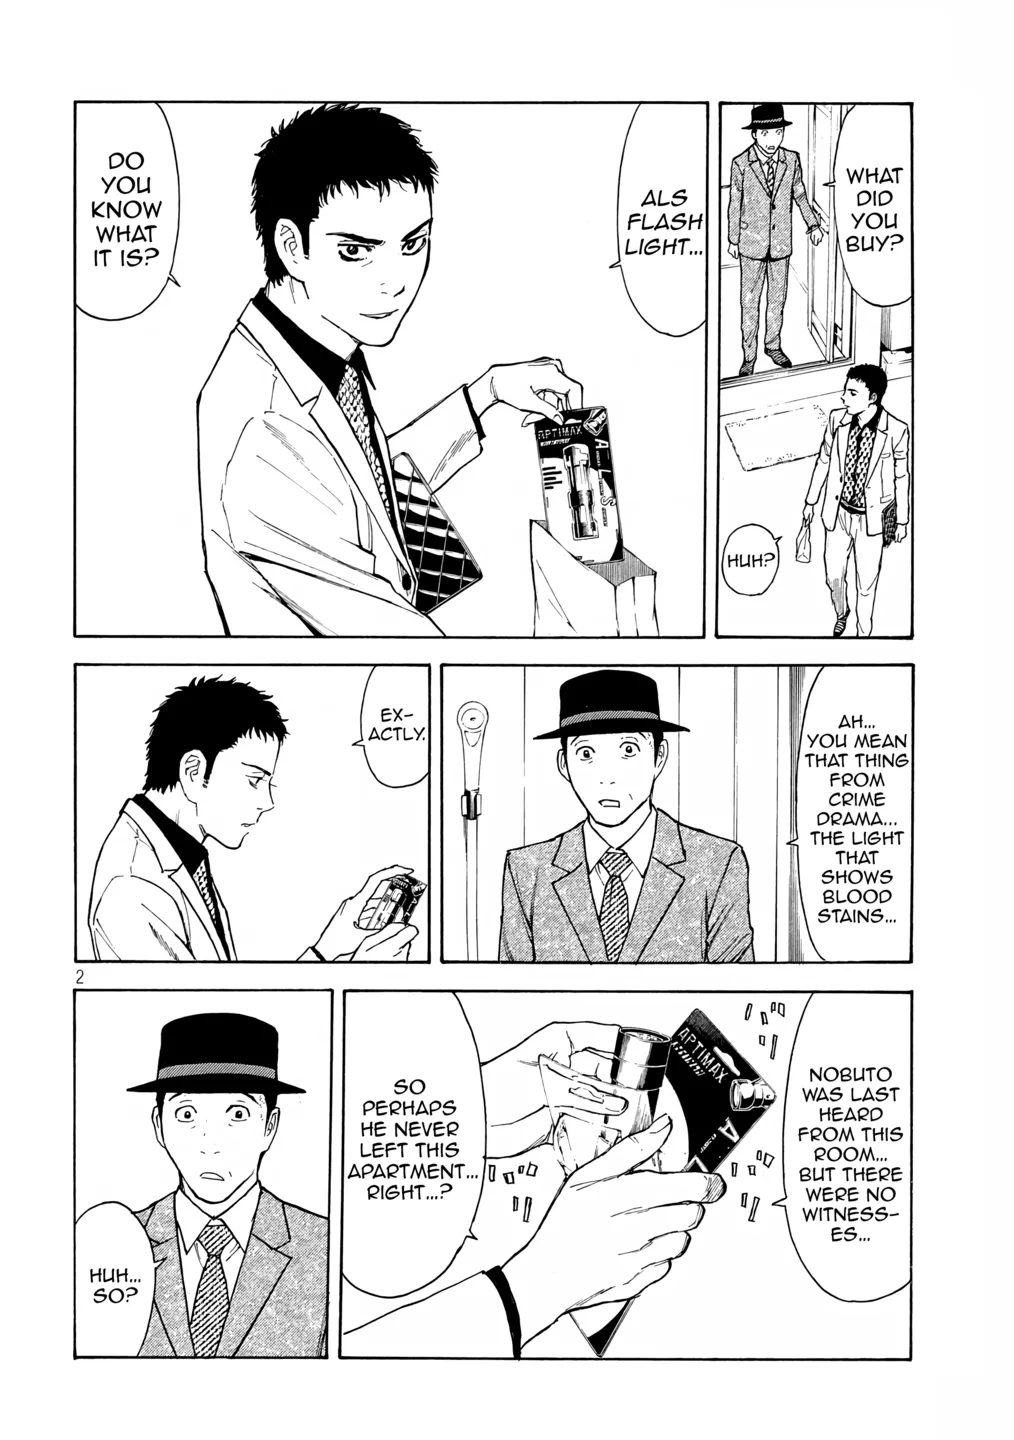 WHAT
DID
YOU
BUY?
HUH?
ALS
FLASH
LIGHT...
DO
YOU
KNOW
WHAT
IT IS?
APTIMAX
A
L
S
AH...
YOU MEAN
THAT THING
FROM
CRIME
DRAMA...
THE LIGHT
THAT
SHOWS
BLOOD
STAINS...
EX-
ACTLY.
2
NOBUTO
WAS LAST
HEARD
FROM THIS
ROOM...
BUT THERE
WERE NO
WITNESS-
ES...
APTIMAX
A
SO
PERHAPS
HE NEVER
LEFT THIS
APARTMENT...
RIGHT...?
HUH...
SO?